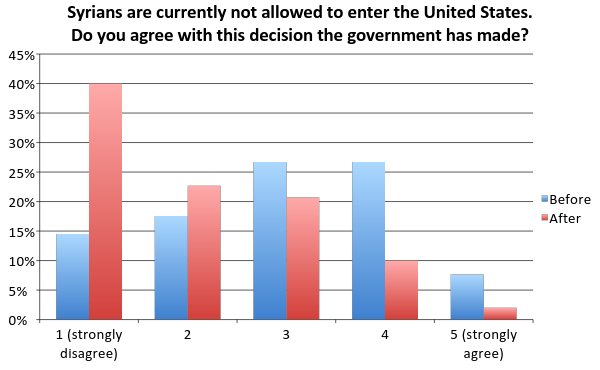 Syrians are currently not allowed to enter the United States.
Do you agree with this decision the government has made?
45%
40%
35%
30%
25%
20%
15%
10%
5%
0%
1 (strongly
disagree)
2
3
4
5 (strongly
agree)
Before
After